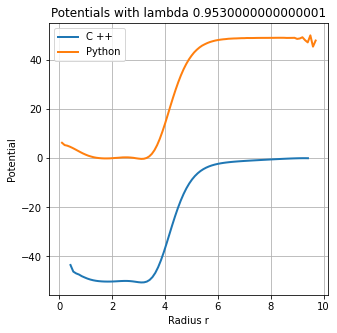 Potentials with lambda 0.9530000000000001
C ++
Python
40
20
0
−20
−40
Potential
0
2
4
6
8
10
Radius r